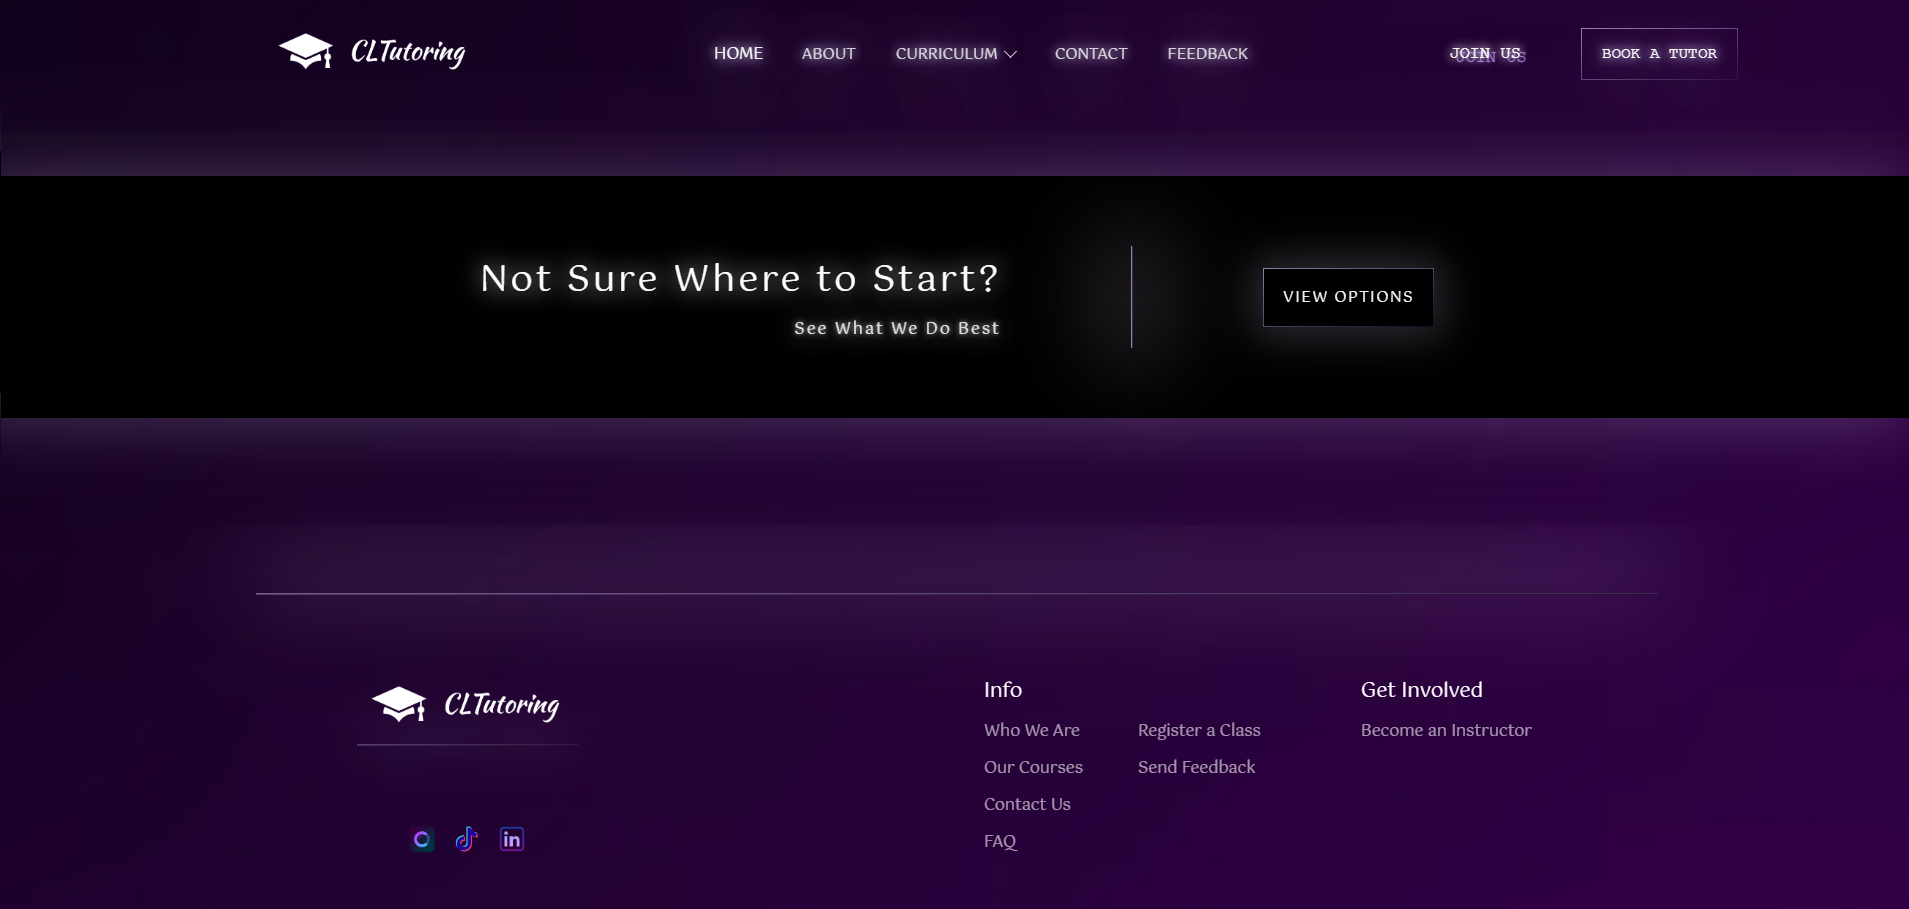 CLTutoring
HOME ABOUT CURRICULUM CONTACT FEEDBACK
JOIN US
BOOK A TUTOR
Not Sure Where to Start?
See What We Do Best
VIEW OPTIONS
CLTutoring
Info
Who We Are
Our Courses
Contact Us
FAQ
Register a Class
Send Feedback
Get Involved
Become an Instructor
in